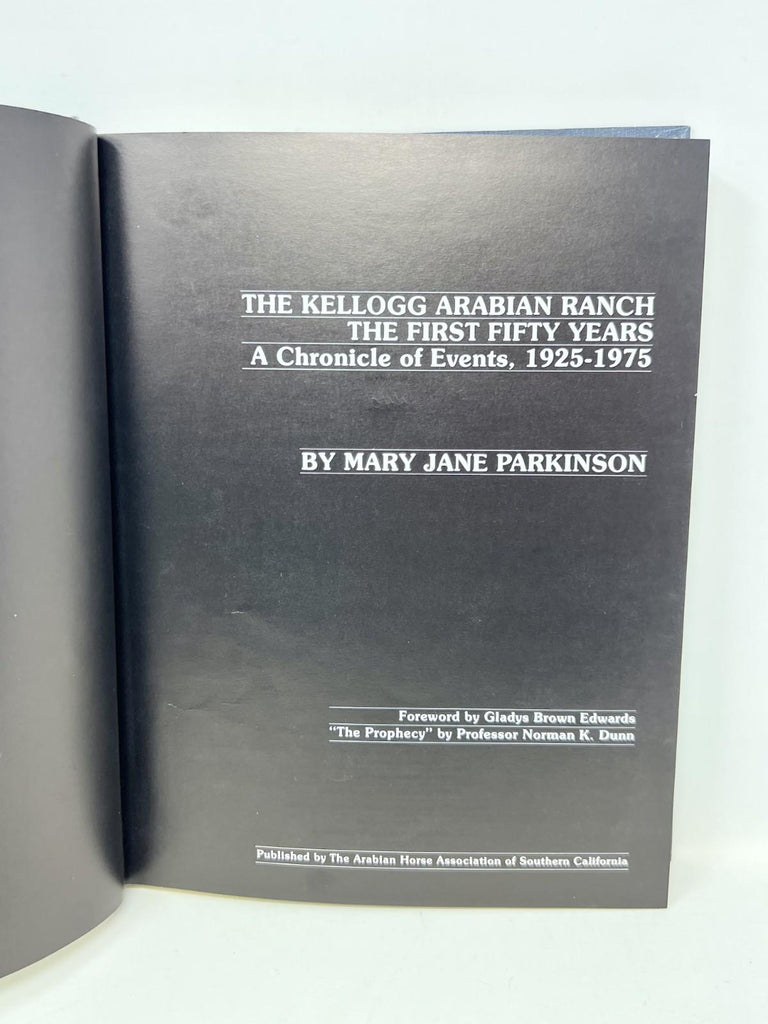 THE KELLOGG ARABIAN RANCH
THE FIRST FIFTY YEARS
A Chronicle of Events, 1925-1975
BY MARY JANE PARKINSON
Foreword by Gladys Brown Edwards
"The Prophecy" by Professor Norman K. Dunn
Published by The Arabian Horse Association of Southern California